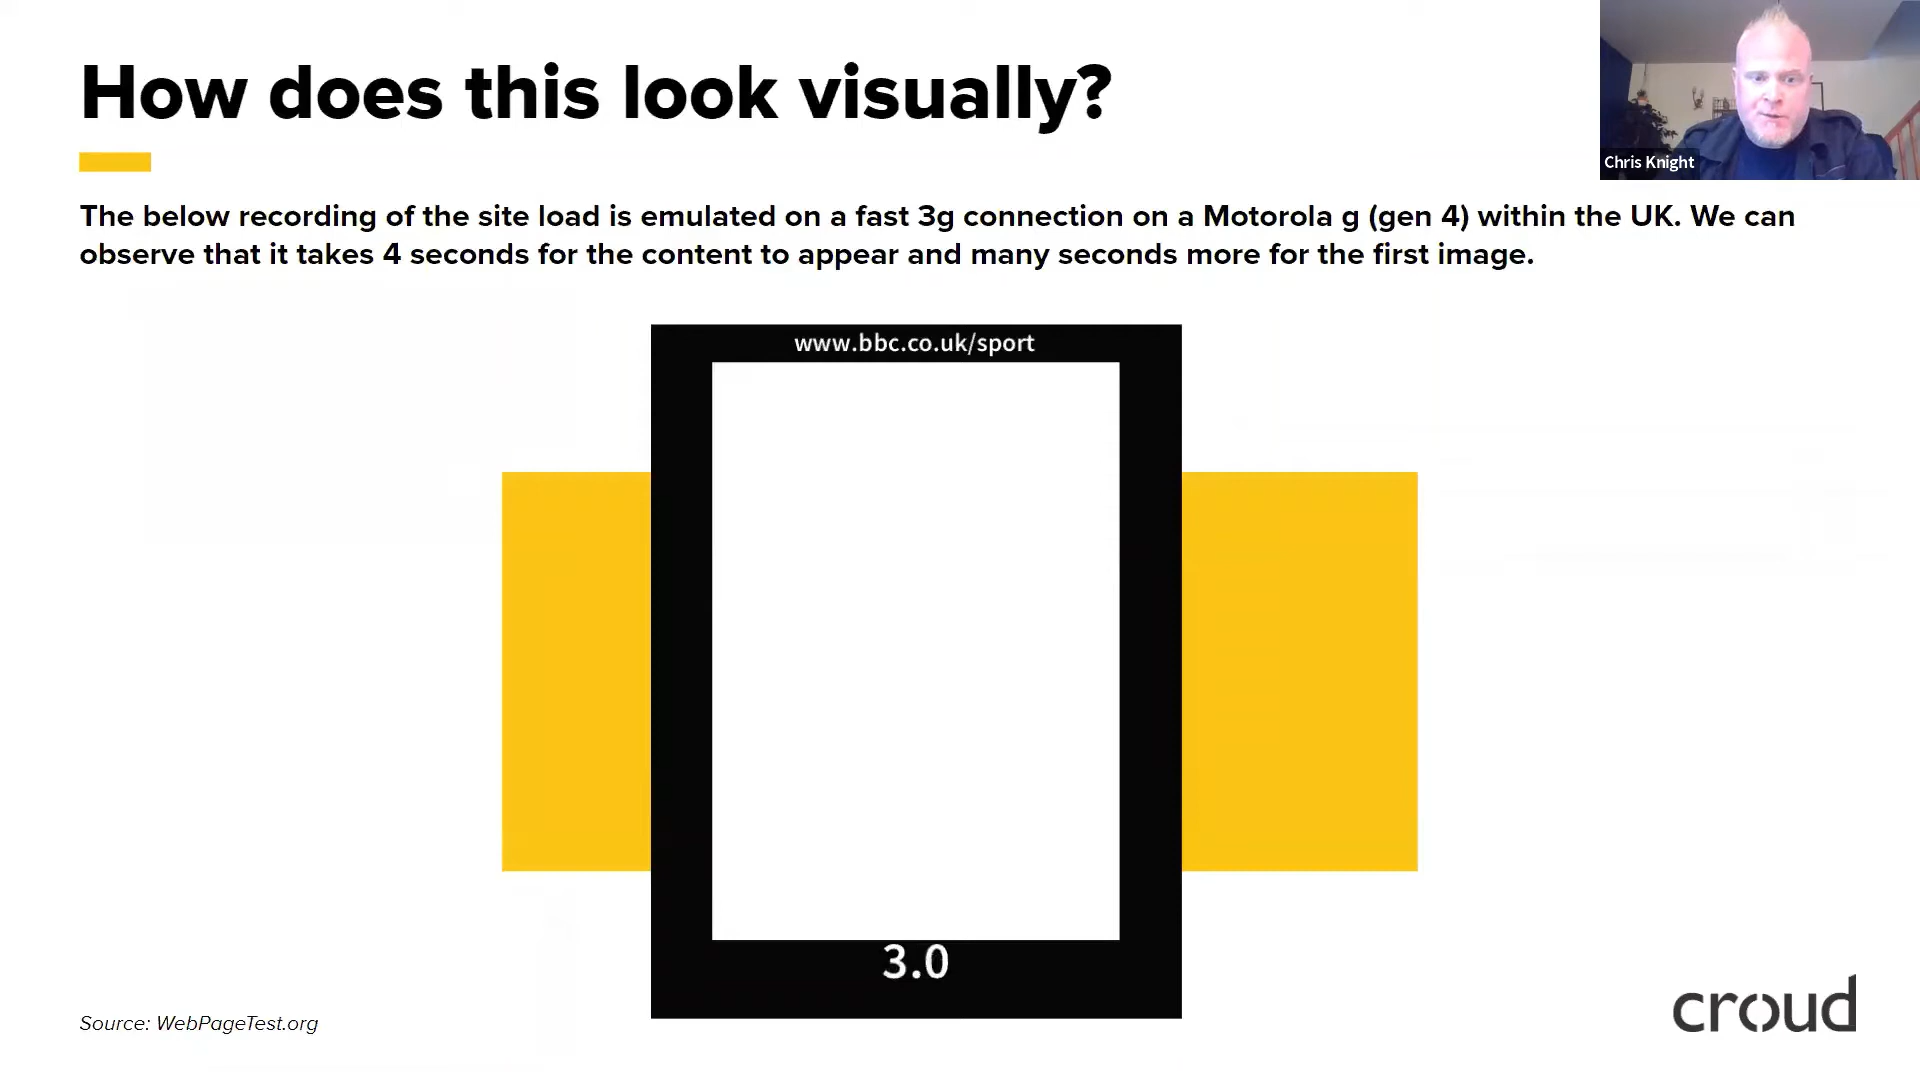 How does this look visually?
Chris Knight
The below recording of the site load is emulated on a fast 3g connection on a Motorola g (gen 4) within the UK. We can
observe that it takes 4 seconds for the content to appear and many seconds more for the first image.
www.bbc.co.uk/sport
3.0
Source: WebPageTest.org
croud